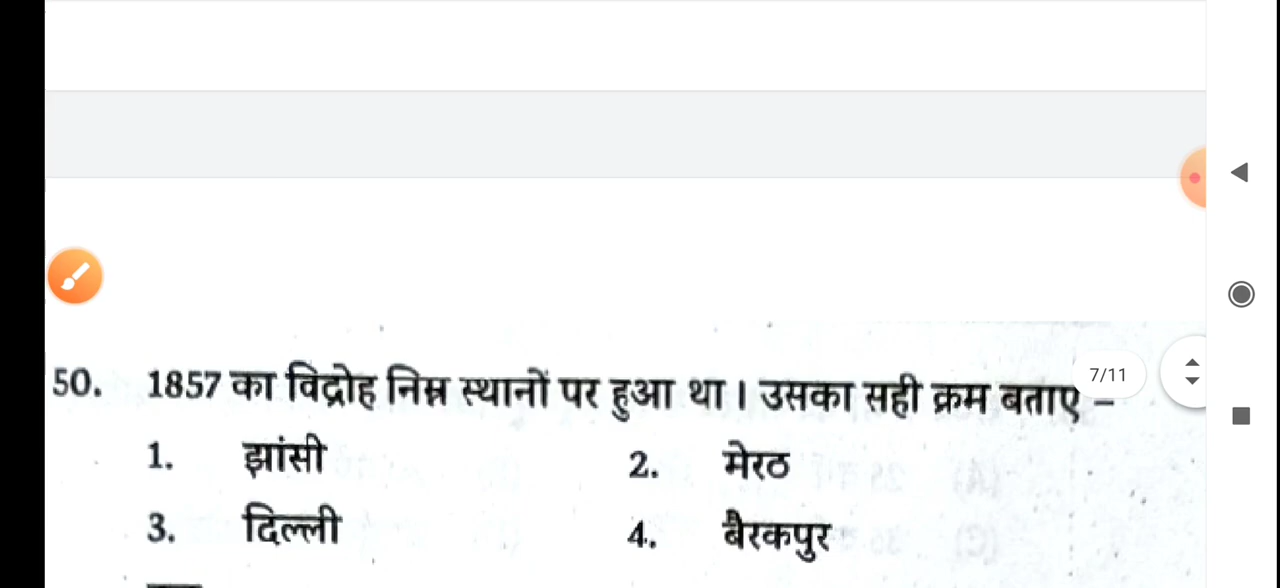 50. 1857 का विद्रोह निम्न स्थानों पर हुआ था । उसका सही क्रम बताए –
7/11
1. झांसी 2. मेरठ
3. दिल्ली 4. बैरकपुर